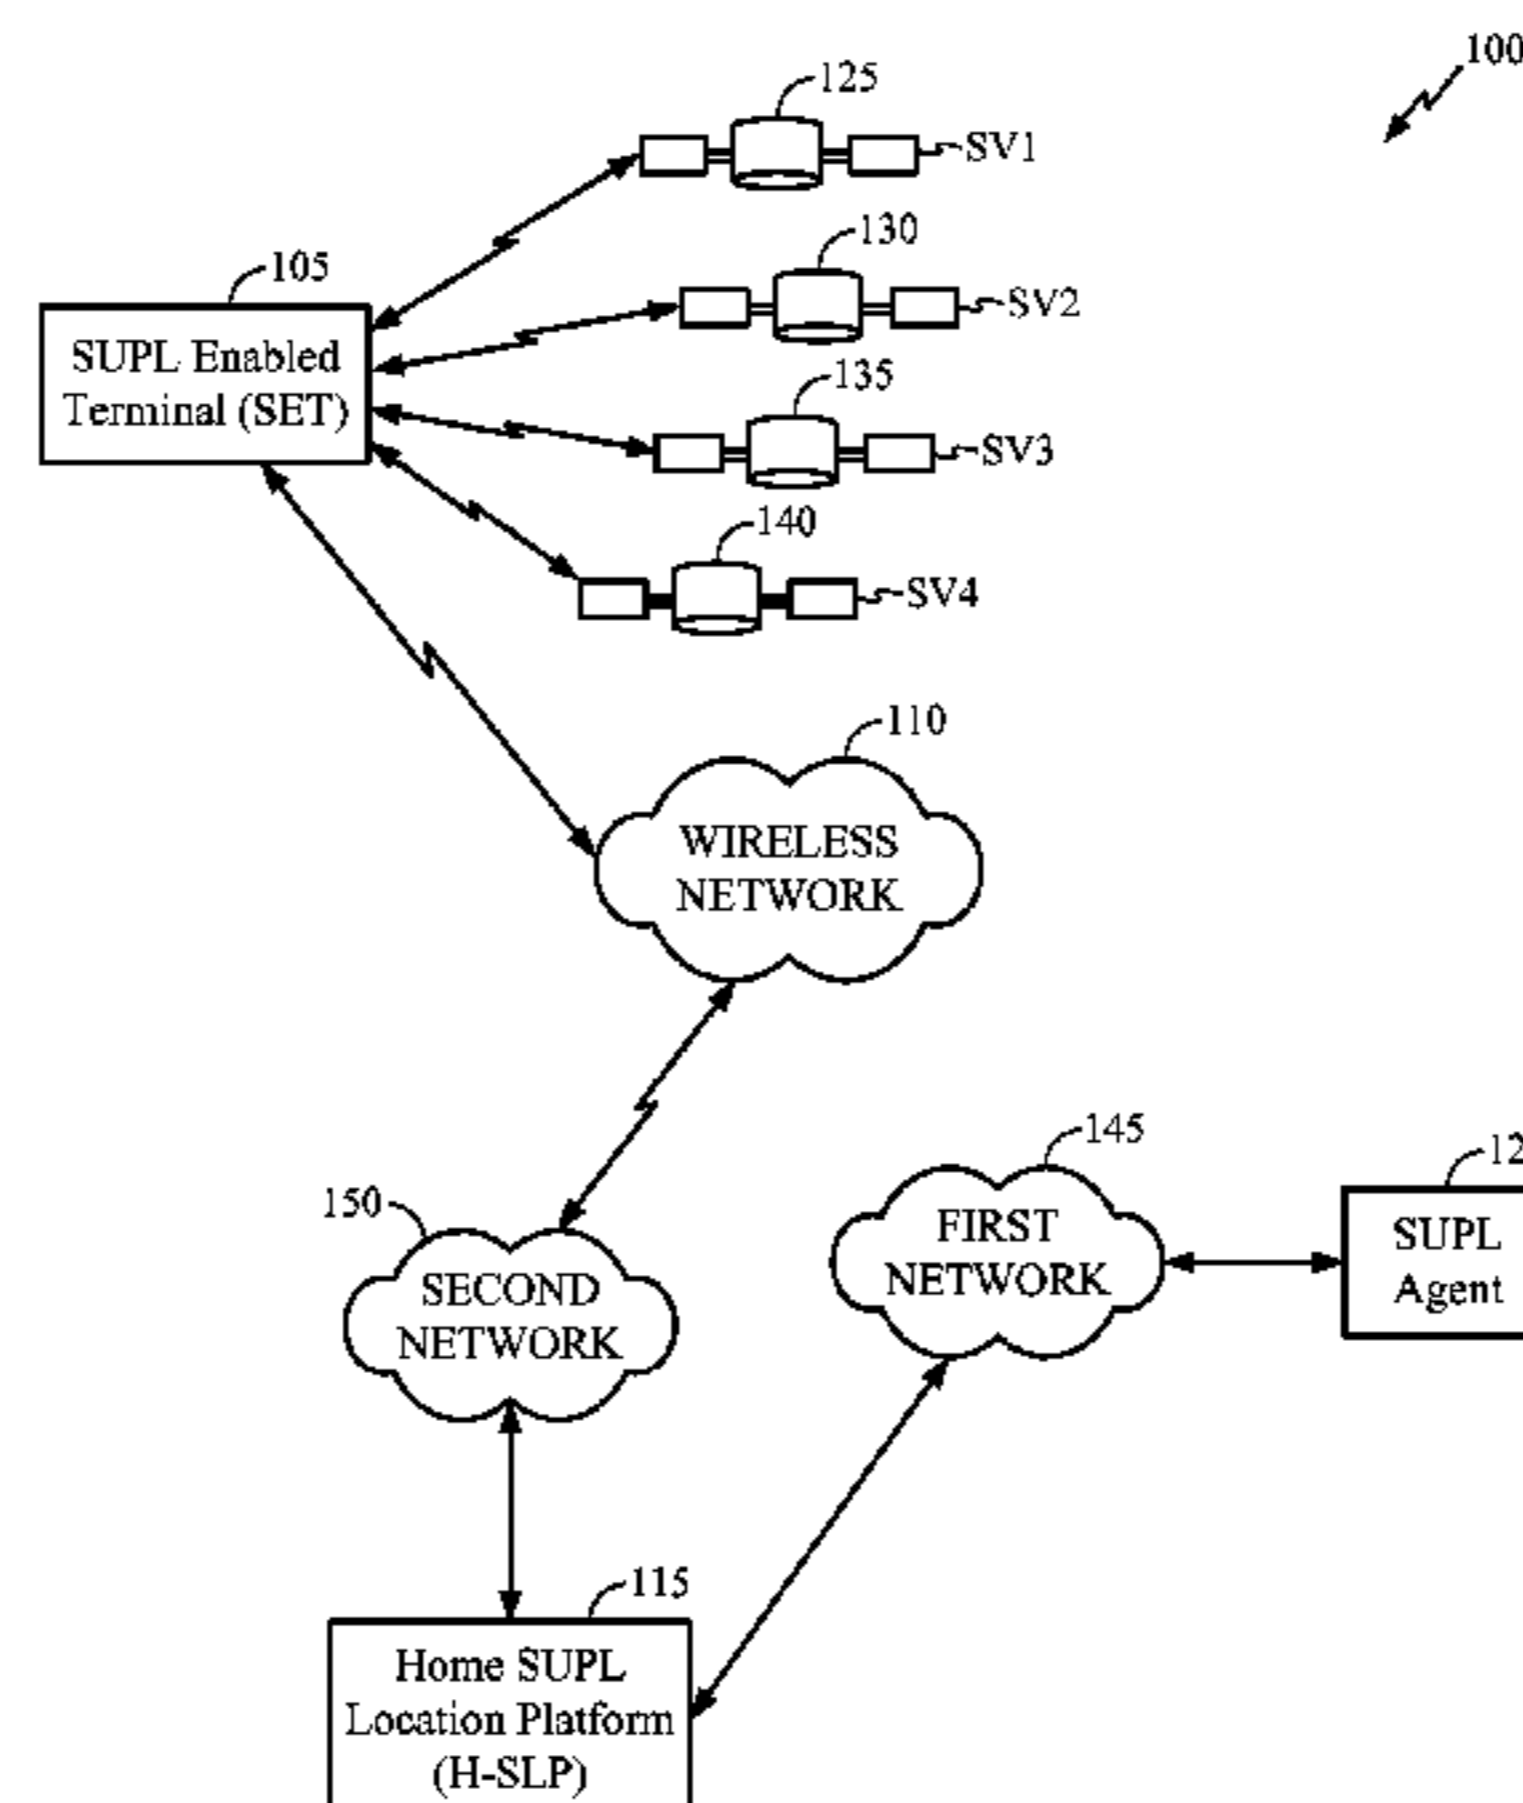 100
125
SV1
130
SV2
105
SUPL Enabled
Terminal (SET)
135
SV3
140
SV4
110
WIRELESS
NETWORK
145
12
150
FIRST
NETWORK
SUPL
Agent
SECOND
NETWORK
115
Home SUPL
Location Platform
(H-SLP)